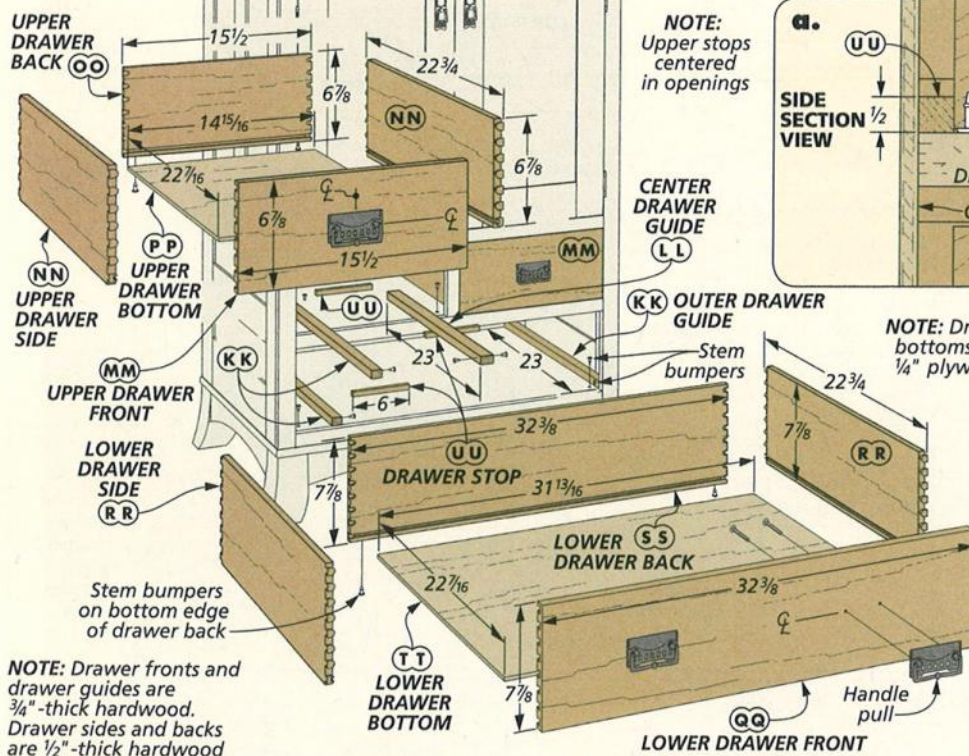 UPPER
DRAWER
BACK OO
15½
6⅞
14 15/16
22 7/16
NN
22¾
6⅞
NOTE:
Upper stops
centered
in openings
a.
UU
SIDE
SECTION
VIEW
½
NN
UPPER
DRAWER
SIDE
PP
UPPER
DRAWER
BOTTOM
6⅞
℄
℄
15½
MM
UPPER DRAWER
FRONT
MM
CENTER
DRAWER
GUIDE
LL
KK OUTER DRAWER
GUIDE
Stem
bumpers
UU
KK
23
23
6
UU
DRAWER STOP
NOTE:
bottoms
¼"
LOWER
DRAWER
SIDE
RR
7⅞
32⅜
31 13/16
LOWER SS
DRAWER BACK
22¾
7⅞
RR
Stem bumpers
on bottom edge
of drawer back
22 7/16
TT
LOWER
DRAWER
BOTTOM
32⅜
℄
7⅞
Handle
pull
QQ
LOWER DRAWER FRONT
NOTE: Drawer fronts and
drawer guides are
¾"-thick hardwood.
Drawer sides and backs
are ½"-thick hardwood